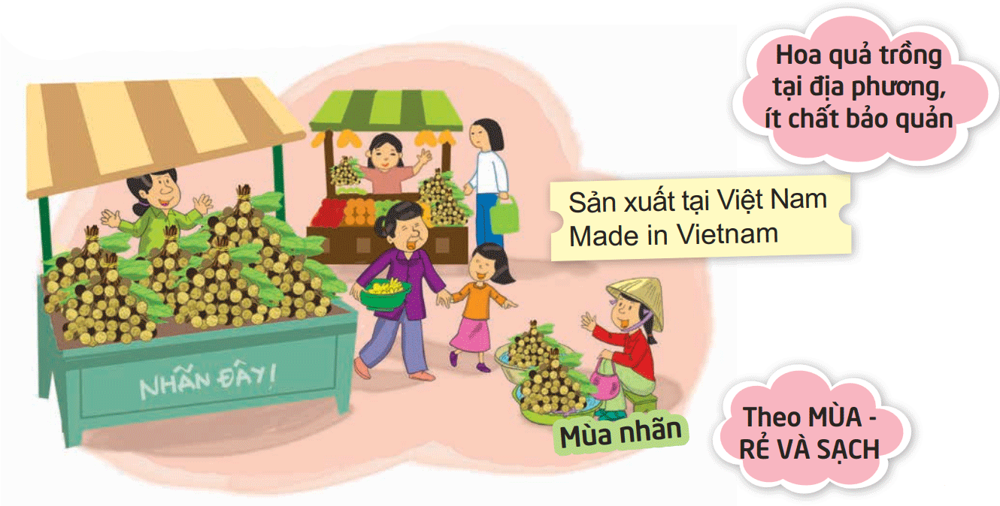 Hoa quả trồng
tại địa phương,
ít chất bảo quản
Sản xuất tại Việt Nam
Made in Vietnam
NHÃN ĐÂY!
Mùa nhãn
Theo MÙA -
RẺ VÀ SẠCH